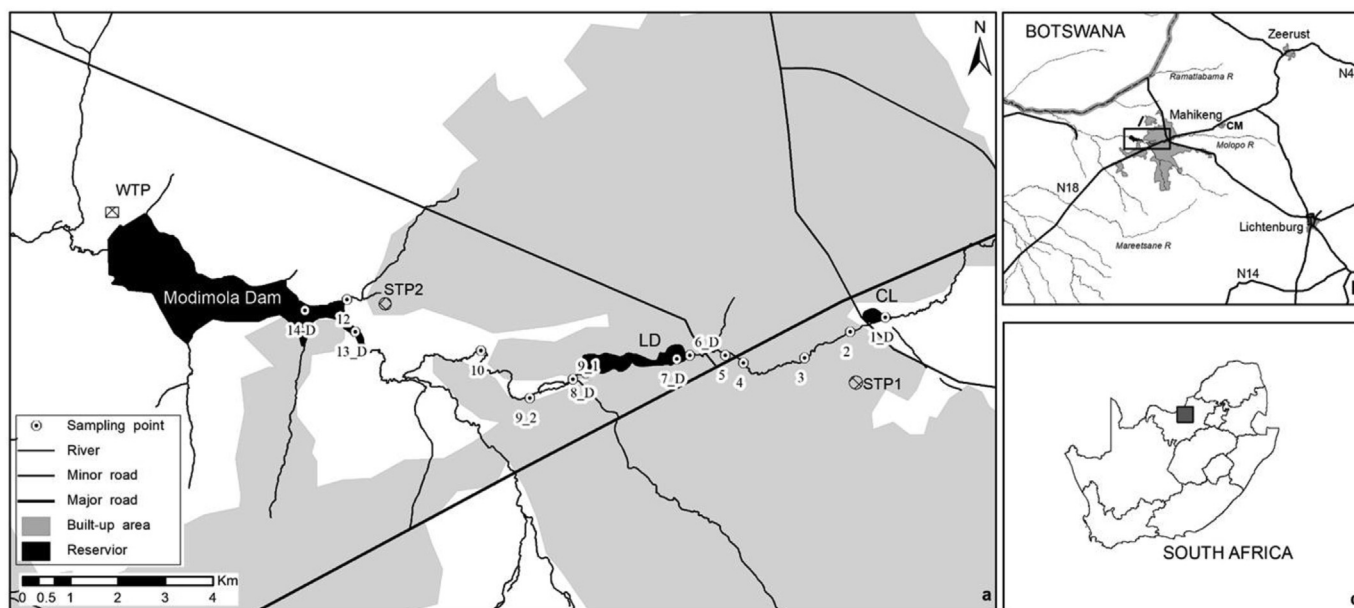 N
WTP
Modimola Dam
STP2
14-D
12
13_D
10
9_2
8_D
9_1
LD
7_D
6_D
5
4
3
2
CL
1_D
STP1
Sampling point
River
Minor road
Major road
Built-up area
Reservior
0 0.5 1 2 3 4 Km
a
BOTSWANA
Zeerust
N4
Ramatlabama R
Mahikeng
CM
Molopo R
N18
Lichtenburg
Mareetsane R
N14
SOUTH AFRICA